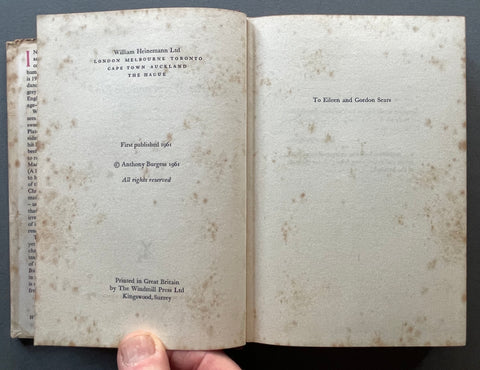 William Heinemann Ltd
LONDON MELBOURNE TORONTO
CAPE TOWN AUCKLAND
THE HAGUE
First published 1961
© Anthony Burgess 1961
All rights reserved
Printed in Great Britain
by The Windmill Press Ltd
Kingswood, Surrey
To Eileen and Gordon Sears